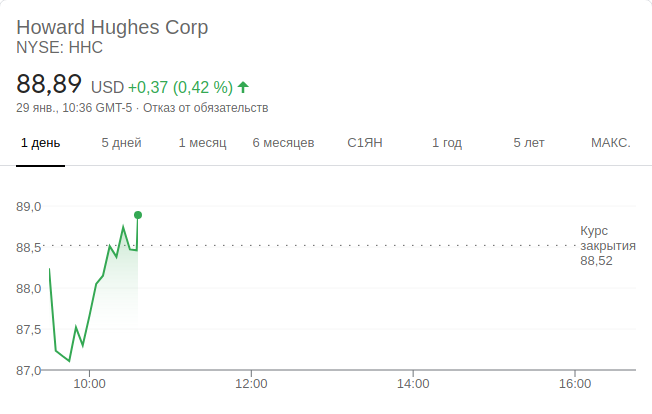 Howard Hughes Corp
NYSE: HHC
88,89 USD +0,37 (0,42 %)
29 янв., 10:36 GMT-5 · Отказ от обязательств
1 день 5 дней 1 месяц 6 месяцев С1ЯН 1 год 5 лет МАКС.
89,0
Курс
88,5 закрытия
88,52
88,0
87,5
87,0
10:00 12:00 14:00 16:00